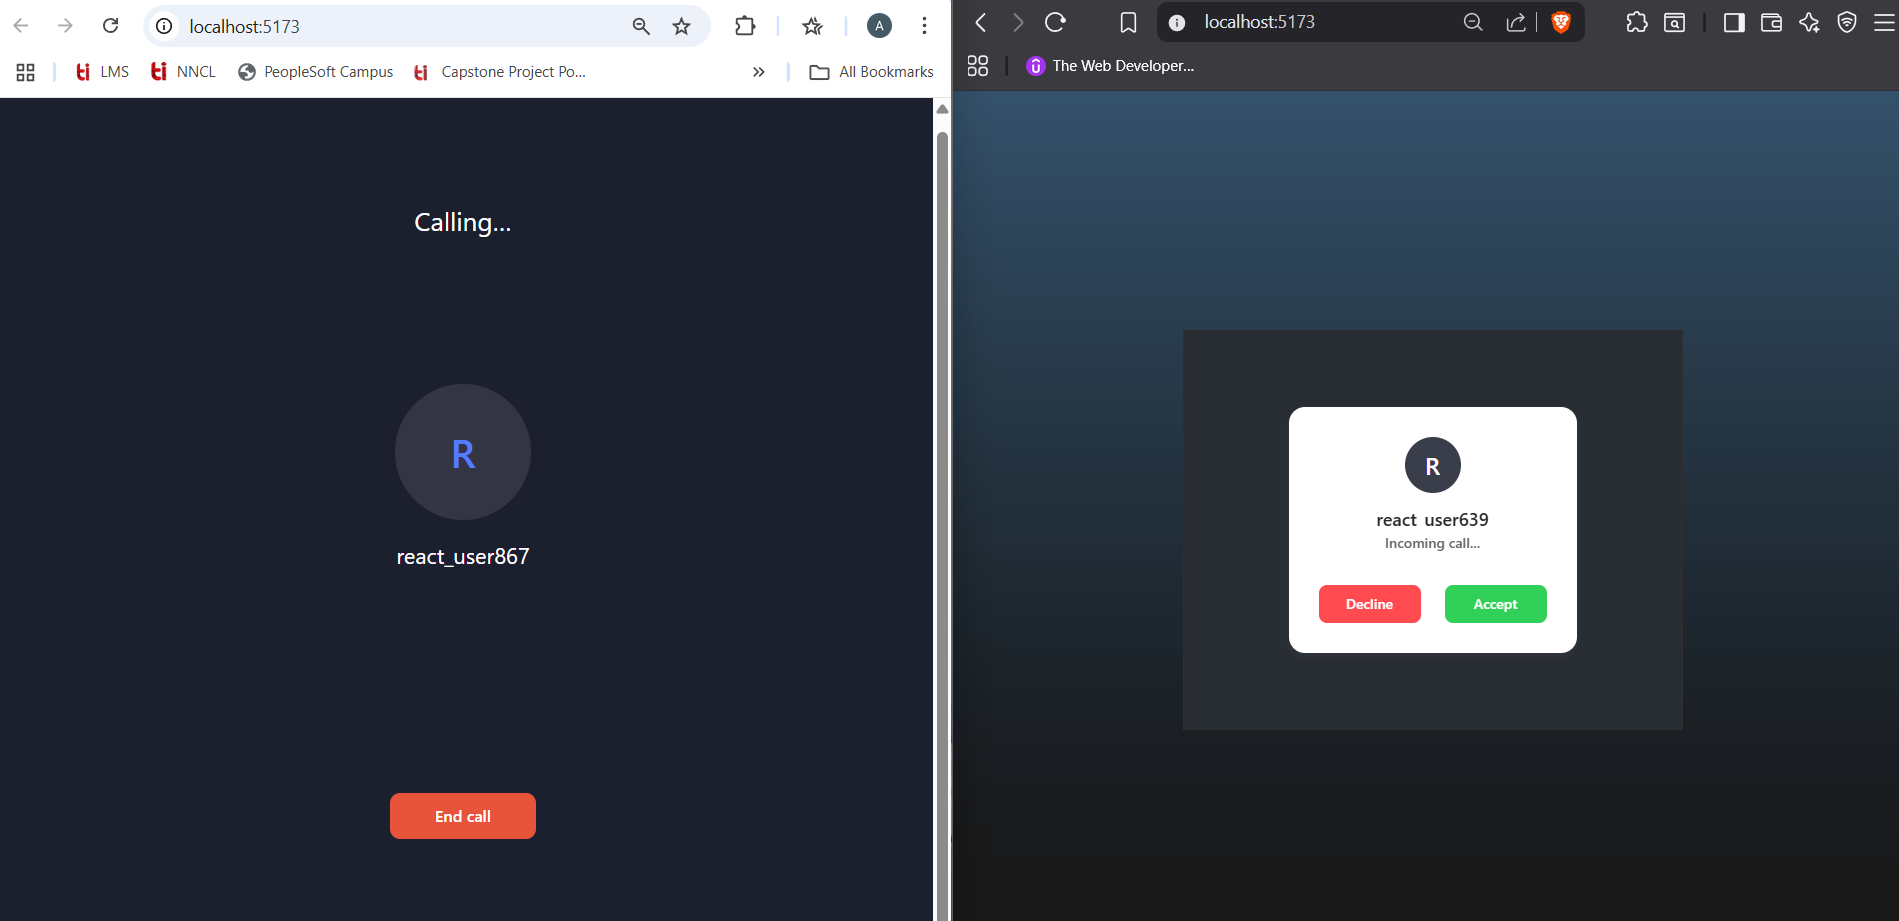 localhost:5173
A
LMS
NNCL
PeopleSoft Campus
Capstone Project Po...
All Bookmarks
Calling...
R
react_user867
End call
localhost:5173
The Web Developer...
R
react_user639
Incoming call...
Decline
Accept